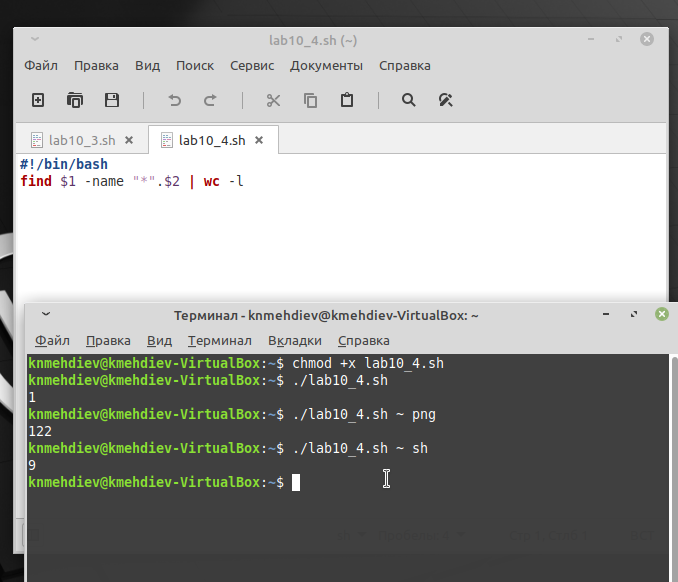 lab10_4.sh (~)
Файл Правка Вид Поиск Сервис Документы Справка
lab10_3.sh lab10_4.sh
#!/bin/bash
find $1 -name "*".$2 | wc -l
Терминал - knmehdiev@kmehdiev-VirtualBox: ~
Файл Правка Вид Терминал Вкладки Справка
knmehdiev@kmehdiev-VirtualBox:~$ chmod +x lab10_4.sh
knmehdiev@kmehdiev-VirtualBox:~$ ./lab10_4.sh
1
knmehdiev@kmehdiev-VirtualBox:~$ ./lab10_4.sh ~ png
122
knmehdiev@kmehdiev-VirtualBox:~$ ./lab10_4.sh ~ sh
9
knmehdiev@kmehdiev-VirtualBox:~$